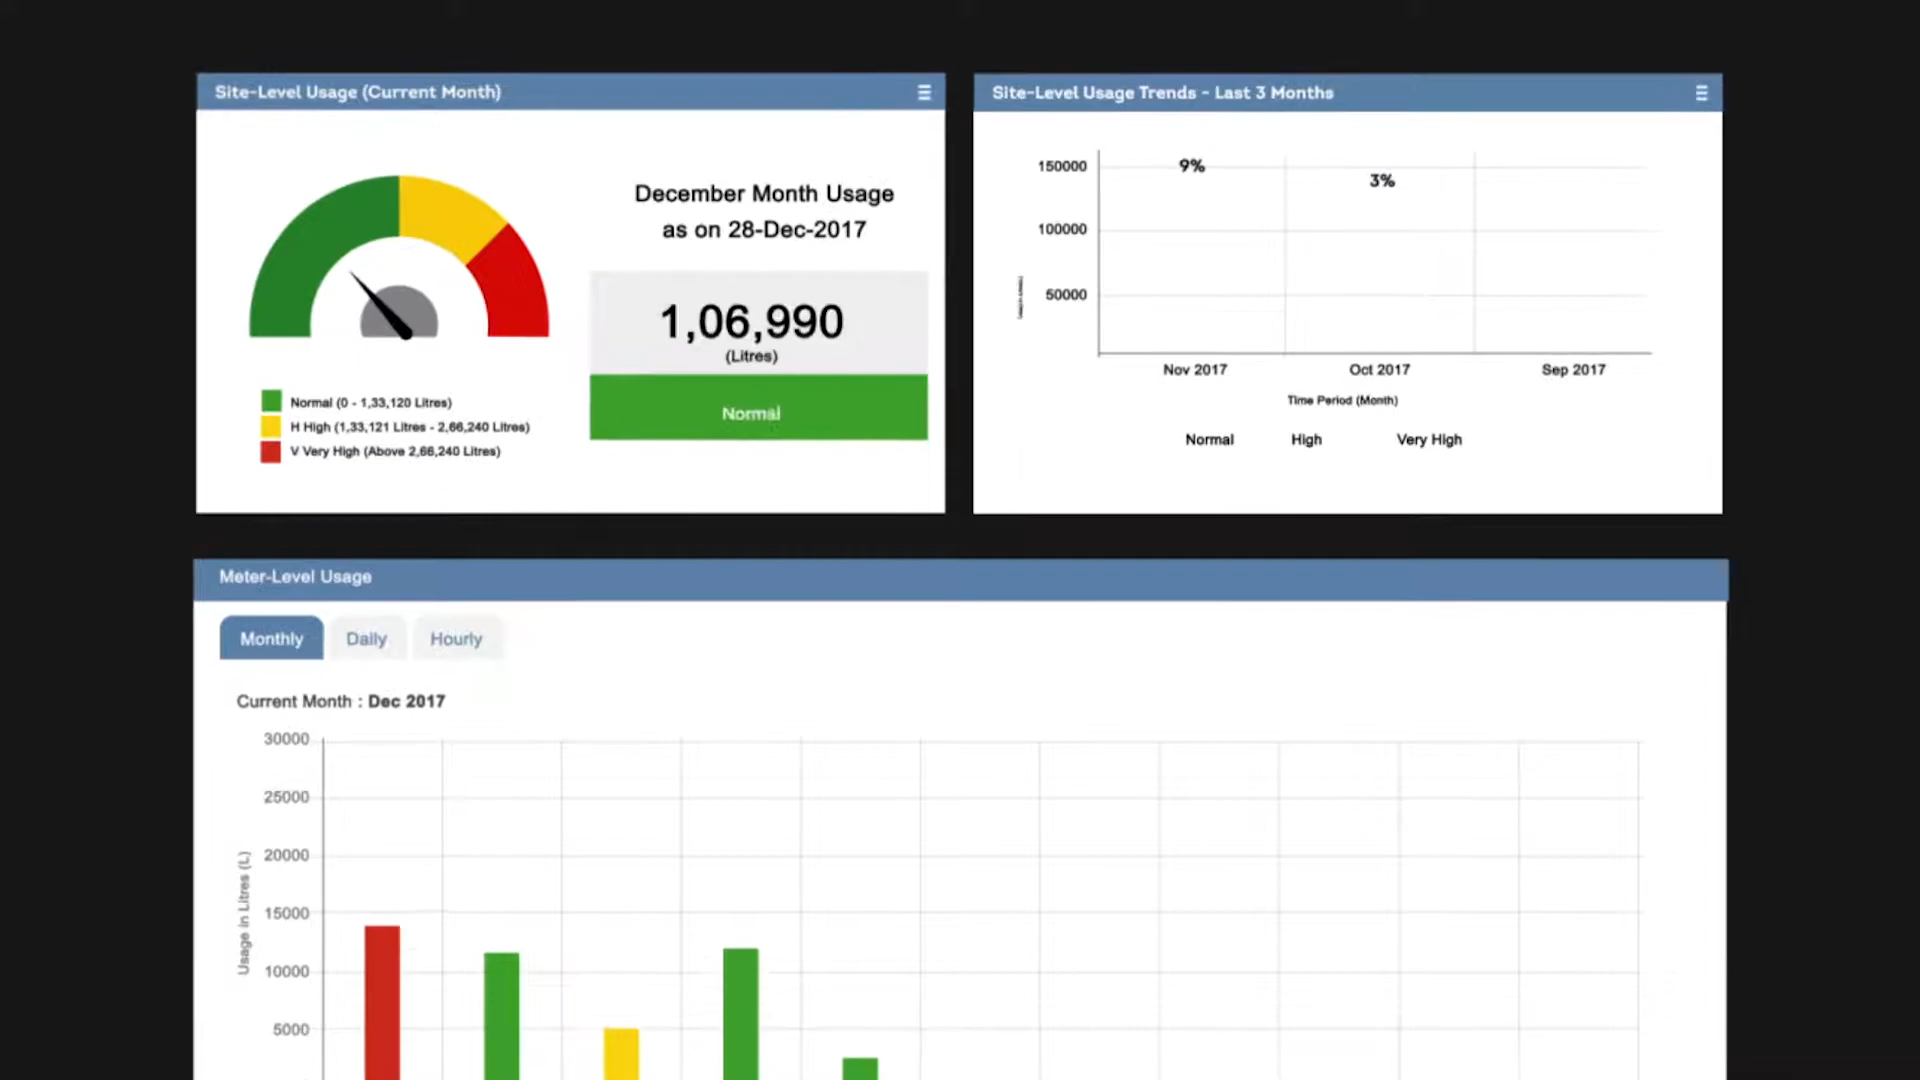 Site-Level Usage (Current Month)
December Month Usage
as on 28-Dec-2017
1,06,990
(Litres)
Normal
Normal (0 - 1,33,120 Litres)
H High (1,33,121 Litres - 2,66,240 Litres)
V Very High (Above 2,66,240 Litres)
Site-Level Usage Trends - Last 3 Months
150000
100000
50000
9%
3%
Nov 2017 Oct 2017 Sep 2017
Time Period (Month)
Normal High Very High
Meter-Level Usage
Monthly Daily Hourly
Current Month : Dec 2017
Usage in Litres (L)
30000
25000
20000
15000
10000
5000